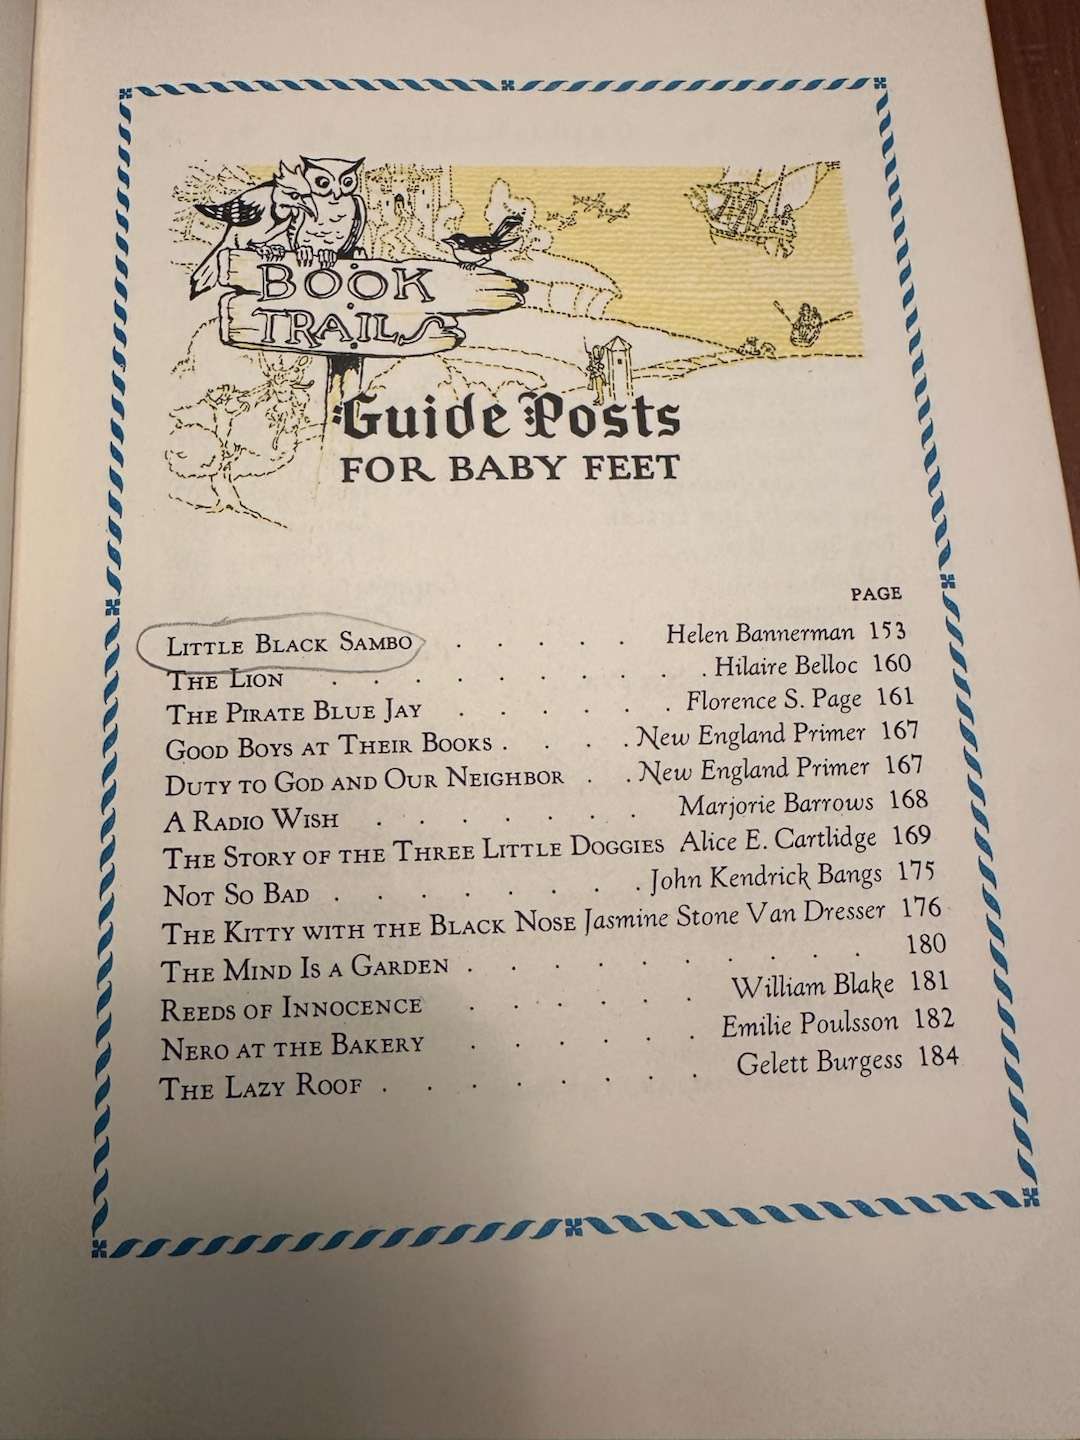 BOOK
TRAILS
Guide Posts
FOR BABY FEET
PAGE
LITTLE BLACK SAMBO . . . . . Helen Bannerman 153
THE LION . . . . . . . . . . Hilaire Belloc 160
THE PIRATE BLUE JAY . . . . . . Florence S. Page 161
GOOD BOYS AT THEIR BOOKS . . . . New England Primer 167
DUTY TO GOD AND OUR NEIGHBOR . . New England Primer 167
A RADIO WISH . . . . . . . Marjorie Barrows 168
THE STORY OF THE THREE LITTLE DOGGIES Alice E. Cartlidge 169
NOT SO BAD . . . . . . . . John Kendrick Bangs 175
THE KITTY WITH THE BLACK NOSE Jasmine Stone Van Dresser 176
THE MIND IS A GARDEN . . . . . . . . . . 180
REEDS OF INNOCENCE . . . . . . William Blake 181
NERO AT THE BAKERY . . . . . . Emilie Poulsson 182
THE LAZY ROOF . . . . . . . . Gelett Burgess 184